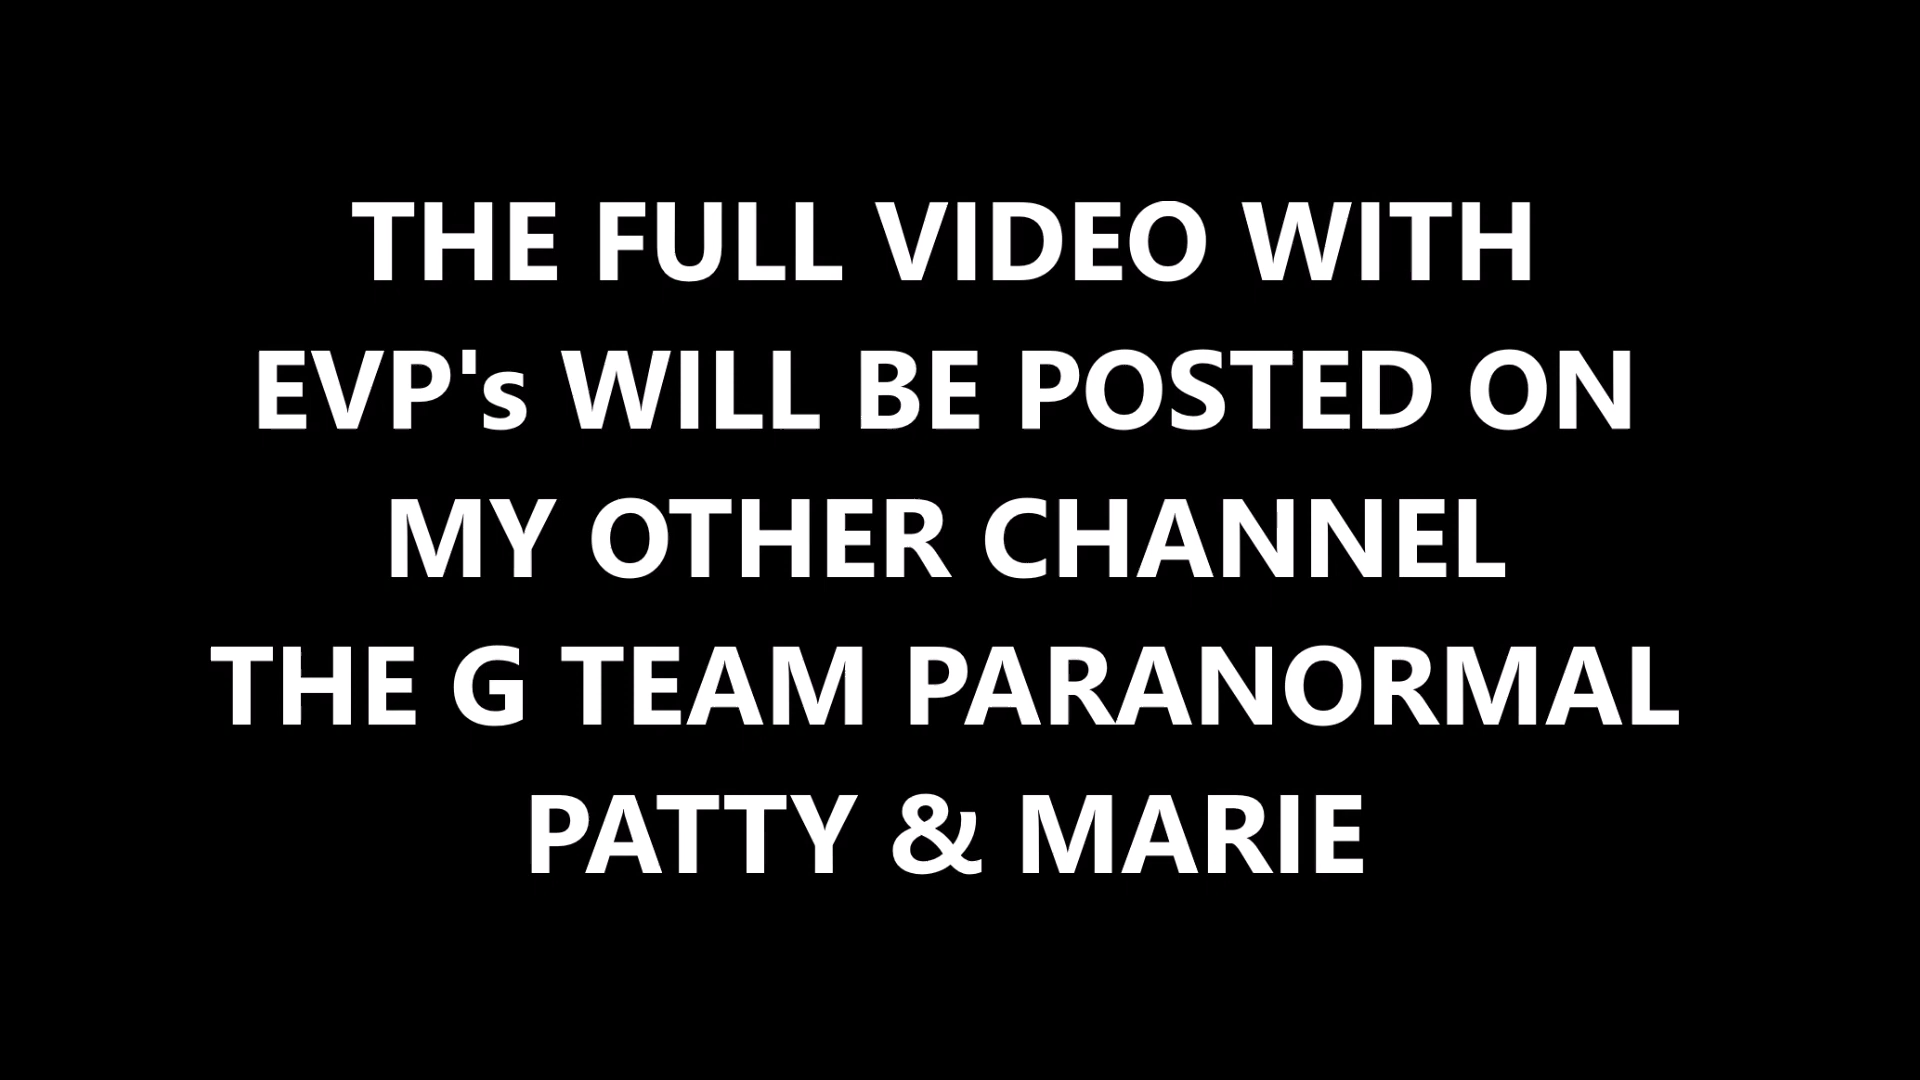 THE FULL VIDEO WITH
EVP's WILL BE POSTED ON
MY OTHER CHANNEL
THE G TEAM PARANORMAL
PATTY & MARIE